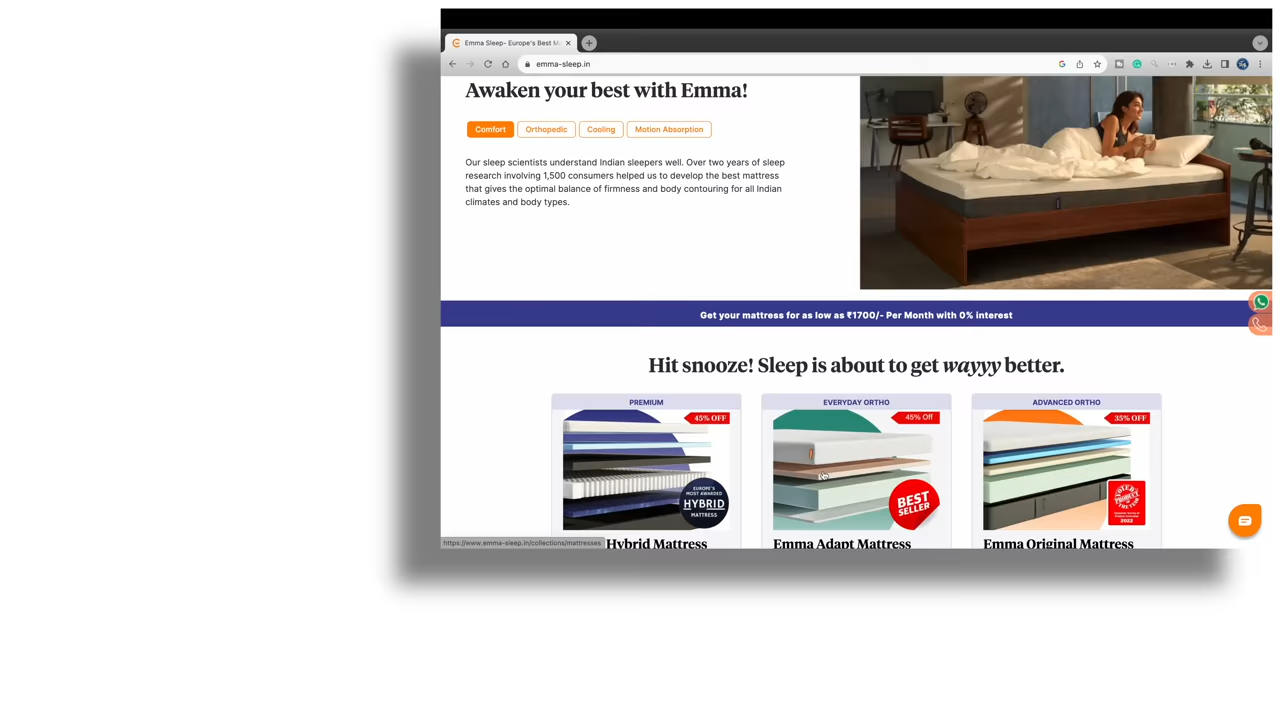 Emma Sleep- Europe's Best M
emma-sleep.in
Awaken your best with Emma!
Comfort
Orthopedic
Cooling
Motion Absorption
Our sleep scientists understand Indian sleepers well. Over two years of sleep
research involving 1,500 consumers helped us to develop the best mattress
that gives the optimal balance of firmness and body contouring for all Indian
climates and body types.
Get your mattress for as low as ₹1700/- Per Month with 0% interest
Hit snooze! Sleep is about to get wayyy better.
PREMIUM
45% OFF
EUROPE'S
MOST AWARDED
HYBRID
MATTRESS
Hybrid Mattress
EVERYDAY ORTHO
45% Off
BEST
SELLER
Emma Adapt Mattress
ADVANCED ORTHO
35% OFF
PRODUCT
OF THE YEAR
2022
Emma Original Mattress
https://www.emma-sleep.in/collections/mattresses